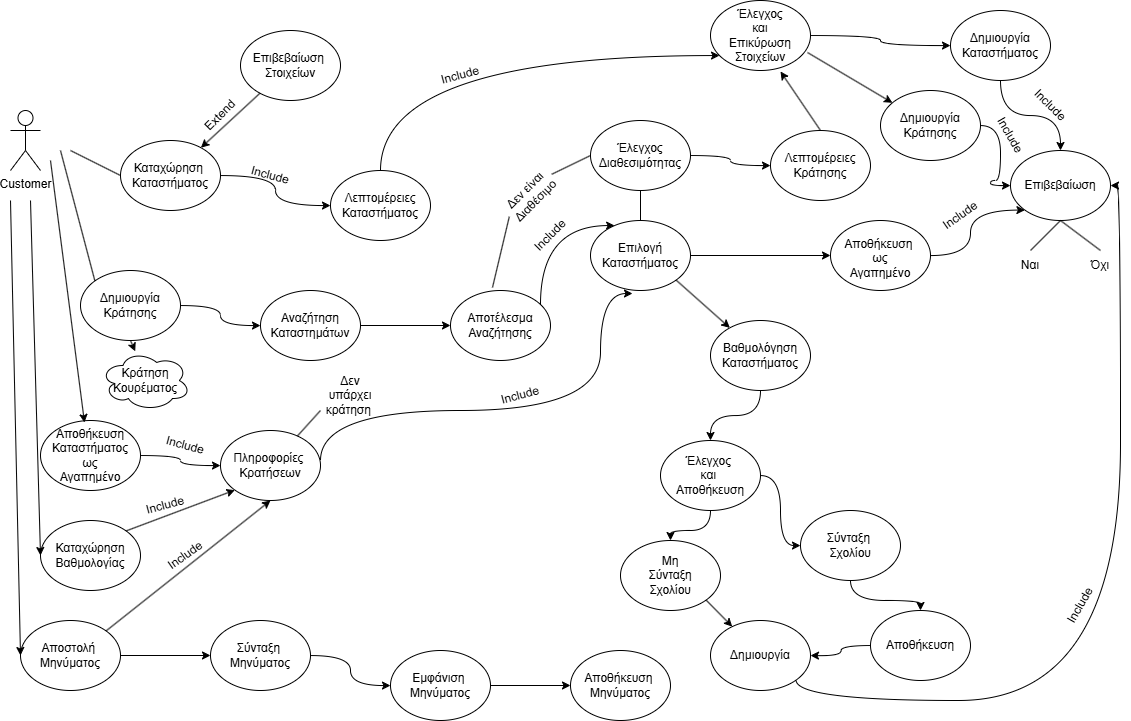 Έλεγχος
και
Επικύρωση
Στοιχείων
Δημιουργία
Καταστήματος
Επιβεβαίωση
Στοιχείων
Include
Include
Extend
Δημιουργία
Κράτησης
Include
Customer
Καταχώρηση
Καταστήματος
Include
Λεπτομέρειες
Καταστήματος
Έλεγχος
Διαθεσιμότητας
Λεπτομέρειες
Κράτησης
Επιβεβαίωση
Δεν είναι
Διαθέσιμο
Include
Include
Επιλογή
Καταστήματος
Αποθήκευση
ως
Αγαπημένο
Ναι
Όχι
Δημιουργία
Κράτησης
Αναζήτηση
Καταστημάτων
Αποτέλεσμα
Αναζήτησης
Βαθμολόγηση
Καταστήματος
Κράτηση
Κουρέματος
Δεν
υπάρχει
κράτηση
Include
Αποθήκευση
Καταστήματος
ως
Αγαπημένο
Include
Πληροφορίες
Κρατήσεων
Έλεγχος
και
Αποθήκευση
Include
Καταχώρηση
Βαθμολογίας
Include
Μη
Σύνταξη
Σχολίου
Σύνταξη
Σχολίου
Include
Αποστολή
Μηνύματος
Σύνταξη
Μηνύματος
Εμφάνιση
Μηνύματος
Αποθήκευση
Μηνύματος
Δημιουργία
Αποθήκευση